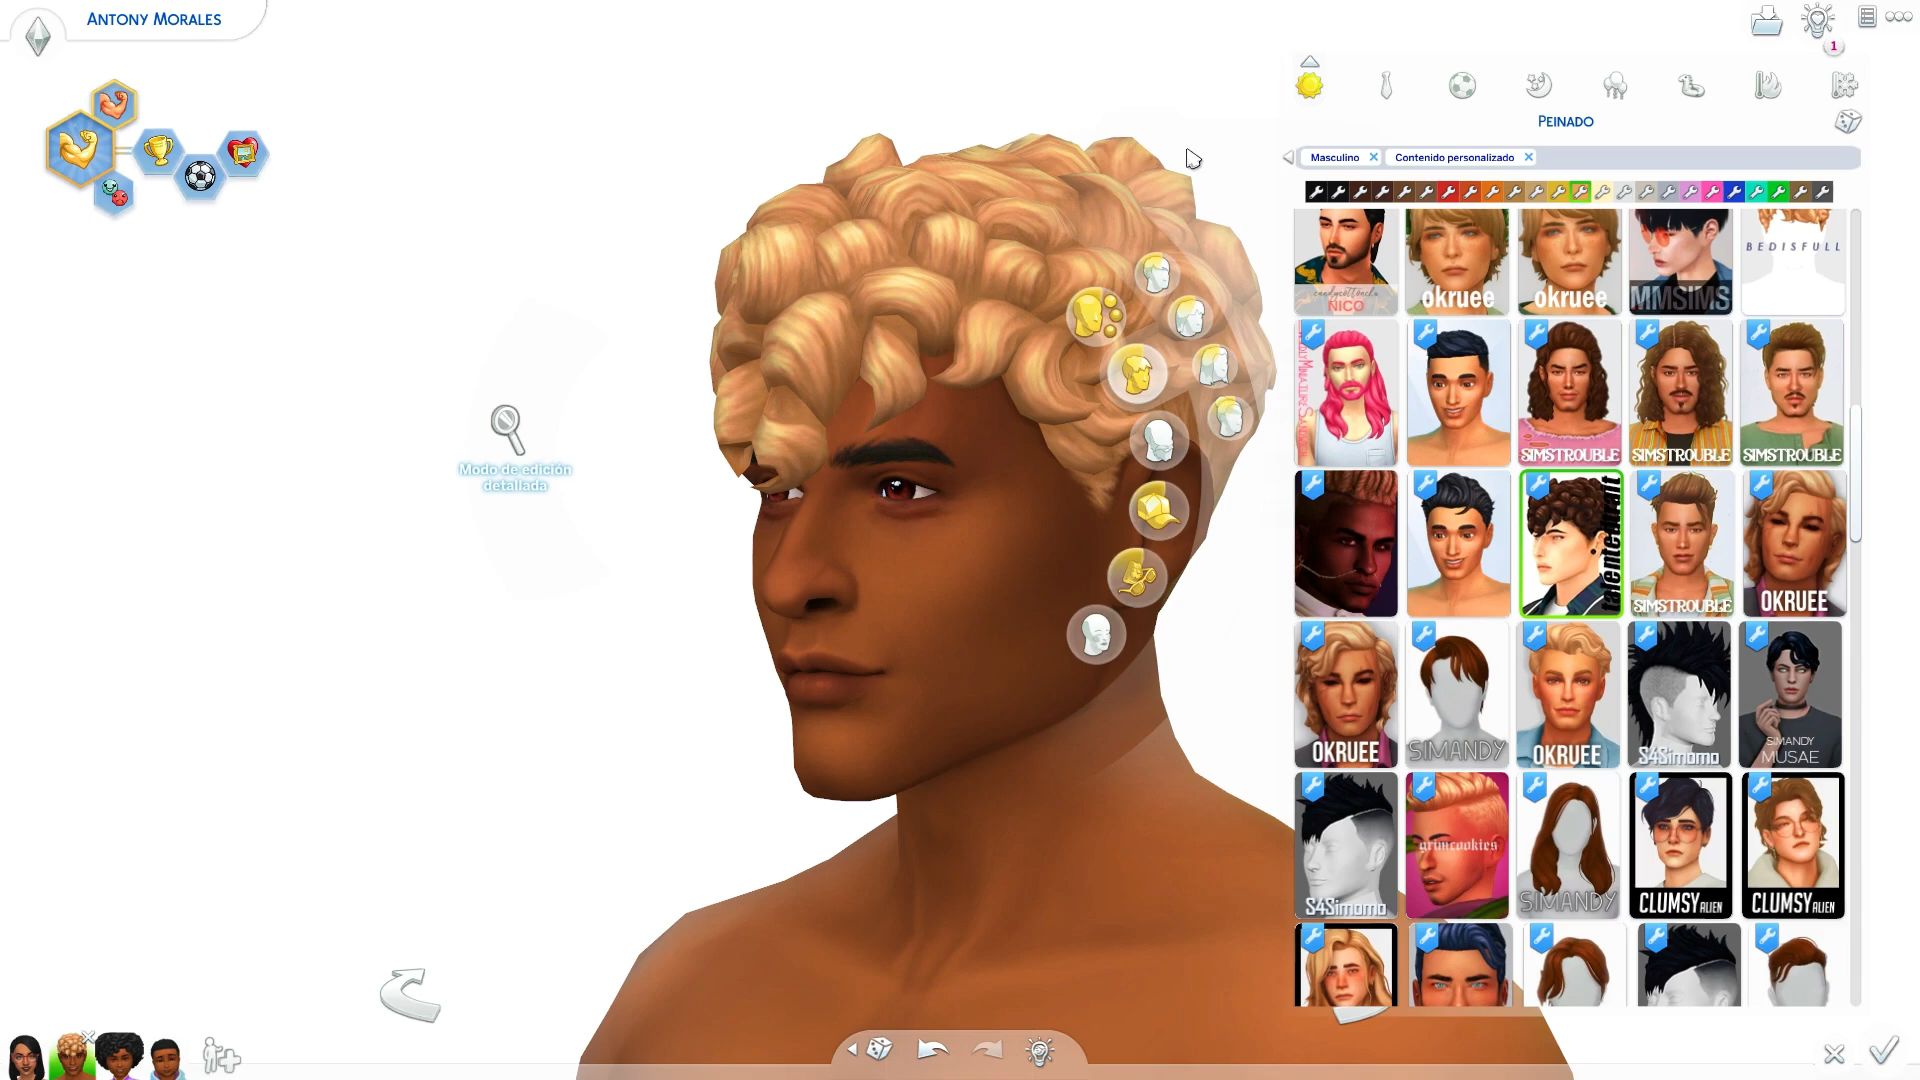 ANTONY MORALES
1
PEINADO
Masculino
Contenido personalizado
NICO
okruee
okruee
MMSIMS
BEDISFULL
SIMSTROUBLE
SIMSTROUBLE
SIMSTROUBLE
Modo de edición
detallada
SIMSTROUBLE
OKRUEE
OKRUEE
SIMANDY
OKRUEE
S4Simomo
SIMANDY
MUSAE
S4Simomo
grimcookies
SIMANDY
CLUMSY ALIEN
CLUMSY ALIEN